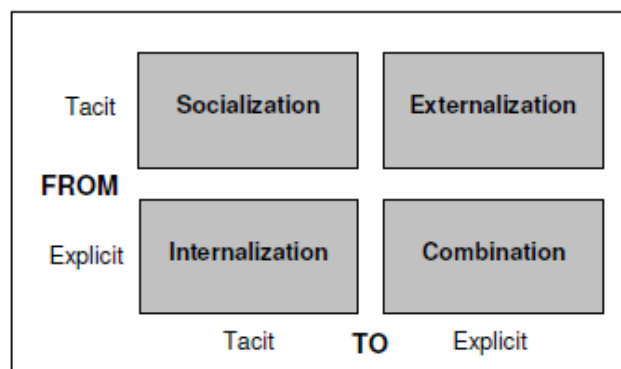 Tacit Socialization Externalization
FROM
Explicit Internalization Combination
Tacit TO Explicit